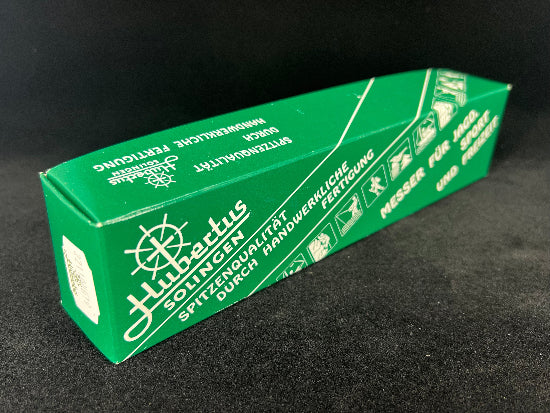 SPITZENQUALITÄT
DURCH
HANDWERKLICHE FERTIGUNG
Hubertus
SOLINGEN
Hubertus
SOLINGEN
SPITZENQUALITÄT
DURCH HANDWERKLICHE
FERTIGUNG
MESSER FÜR JAGD,
SPORT
UND FREIZEIT